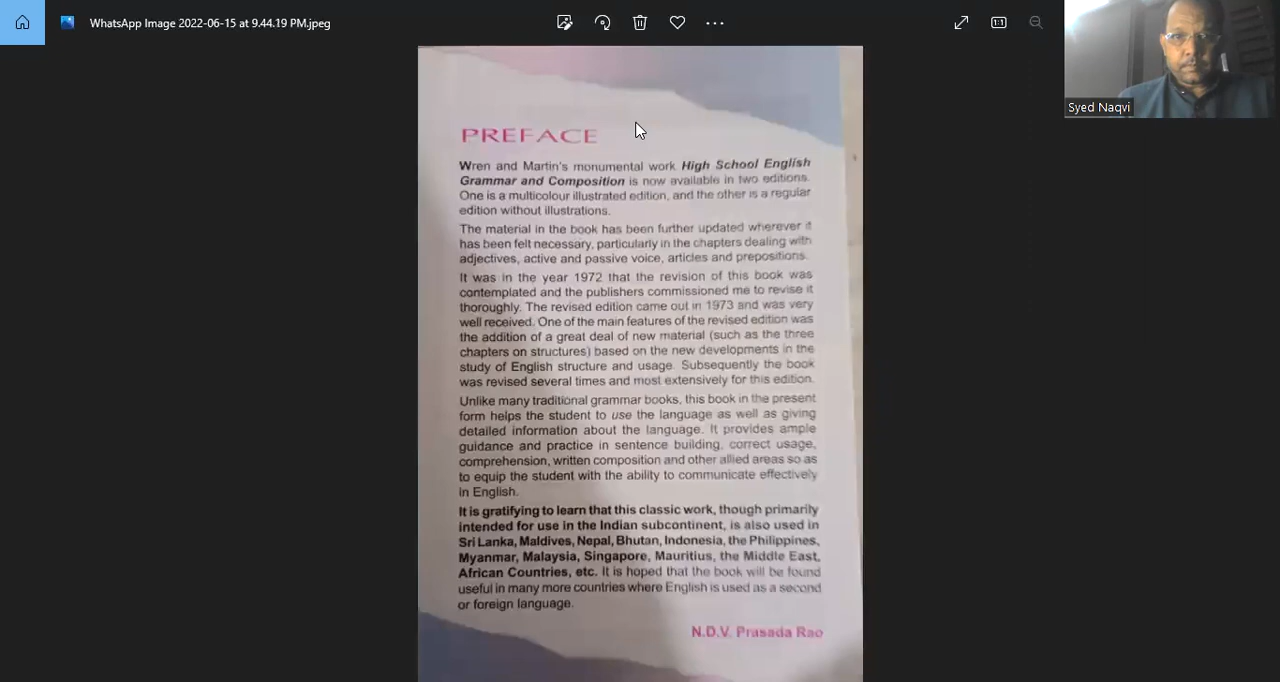 WhatsApp Image 2022-06-15 at 9.44.19 PM.jpeg
1:1
Syed Naqvi
PREFACE
Wren and Martin's monumental work High School English
Grammar and Composition is now available in two editions.
One is a multicolour illustrated edition, and the other is a regular
edition without illustrations.
The material in the book has been further updated wherever it
has been felt necessary, particularly in the chapters dealing with
adjectives, active and passive voice, articles and prepositions.
It was in the year 1972 that the revision of this book was
contemplated and the publishers commissioned me to revise it
thoroughly. The revised edition came out in 1973 and was very
well received. One of the main features of the revised edition was
the addition of a great deal of new material (such as the three
chapters on structures) based on the new developments in the
study of English structure and usage. Subsequently the book
was revised several times and most extensively for this edition.
Unlike many traditional grammar books, this book in the present
form helps the student to use the language as well as giving
detailed information about the language. It provides ample
guidance and practice in sentence building, correct usage,
comprehension, written composition and other allied areas so as
to equip the student with the ability to communicate effectively
in English.
It is gratifying to learn that this classic work, though primarily
intended for use in the Indian subcontinent, is also used in
Sri Lanka, Maldives, Nepal, Bhutan, Indonesia, the Philippines,
Myanmar, Malaysia, Singapore, Mauritius, the Middle East,
African Countries, etc. It is hoped that the book will be found
useful in many more countries where English is used as a second
or foreign language.
N.D.V. Prasada Rao